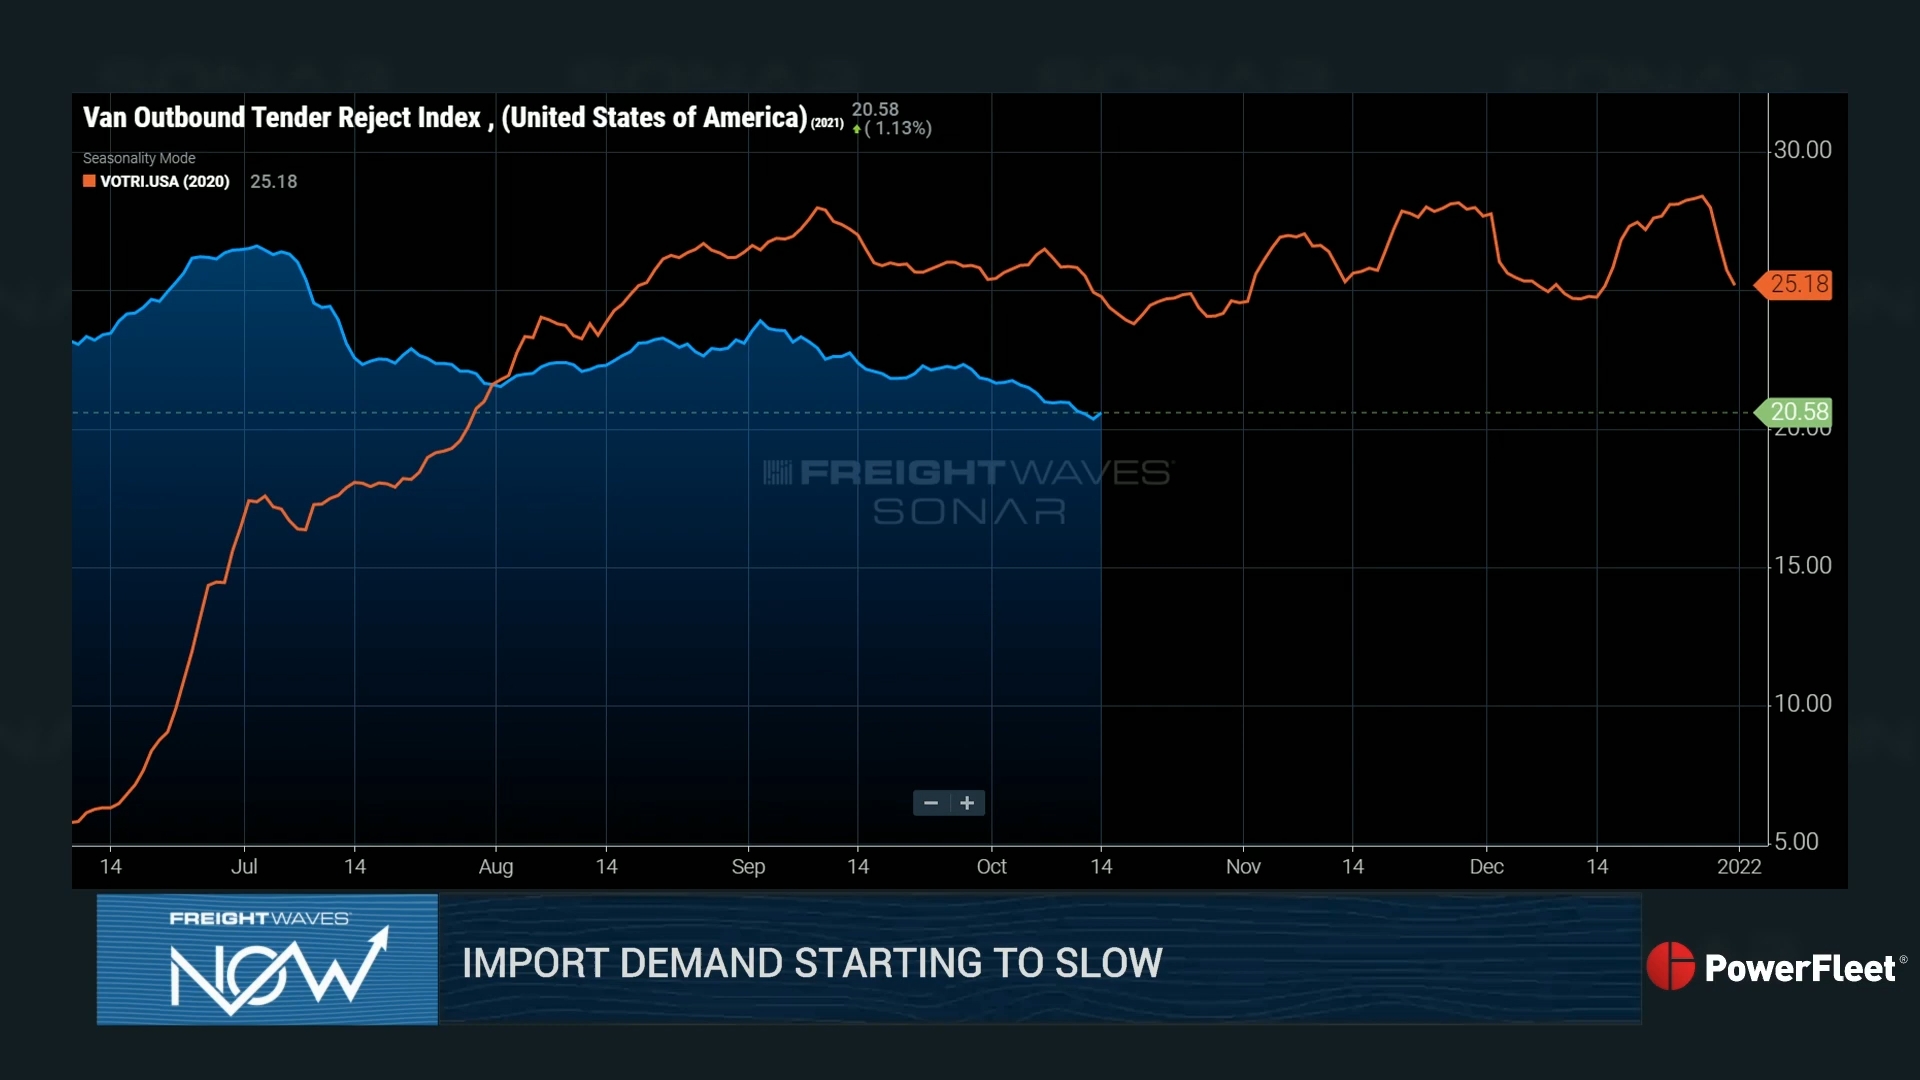 Van Outbound Tender Reject Index , (United States of America) (2021) 20.58
(1.13%)
Seasonality Mode
VOTRI.USA (2020) 25.18
30.00
25.18
20.58
20.00
15.00
10.00
5.00
FREIGHTWAVES
SONAR
− +
14 Jul 14 Aug 14 Sep 14 Oct 14 Nov 14 Dec 14 2022
FREIGHTWAVES
NOW
IMPORT DEMAND STARTING TO SLOW
PowerFleet®